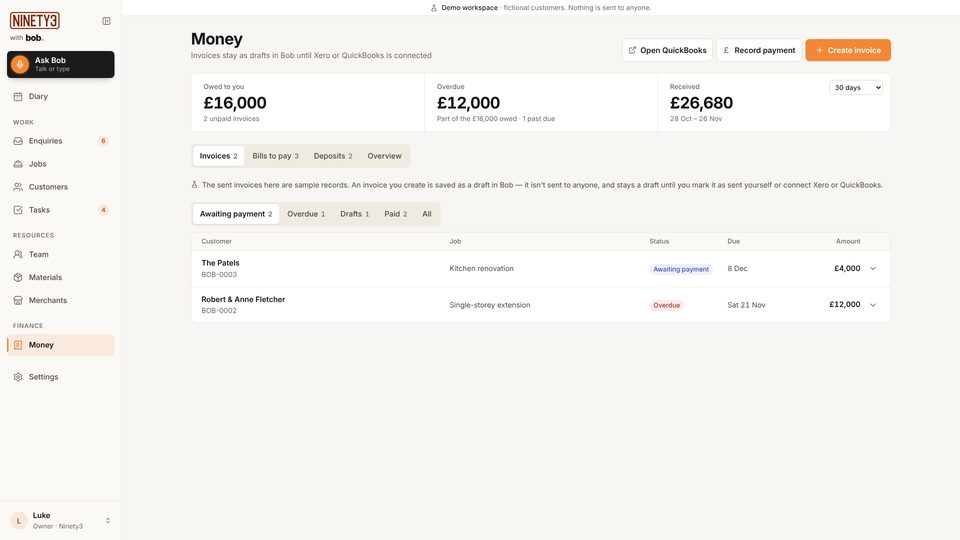 Demo workspace · fictional customers. Nothing is sent to anyone.
NINETY3
with bob.
Ask Bob
Talk or type
Diary
WORK
Enquiries 6
Jobs
Customers
Tasks 4
RESOURCES
Team
Materials
Merchants
FINANCE
Money
Settings
L
Luke
Owner · Ninety3
Money
Invoices stay as drafts in Bob until Xero or QuickBooks is connected
Open QuickBooks
£ Record payment
+ Create invoice
Owed to you
£16,000
2 unpaid invoices
Overdue
£12,000
Part of the £16,000 owed · 1 past due
Received
£26,680
28 Oct – 26 Nov
30 days
Invoices 2 Bills to pay 3 Deposits 2 Overview
The sent invoices here are sample records. An invoice you create is saved as a draft in Bob — it isn't sent to anyone, and stays a draft until you mark it as sent yourself or connect Xero or QuickBooks.
Awaiting payment 2 Overdue 1 Drafts 1 Paid 2 All
Customer Job Status Due Amount
The Patels
BOB-0003
Kitchen renovation Awaiting payment 8 Dec £4,000
Robert & Anne Fletcher
BOB-0002
Single-storey extension Overdue Sat 21 Nov £12,000